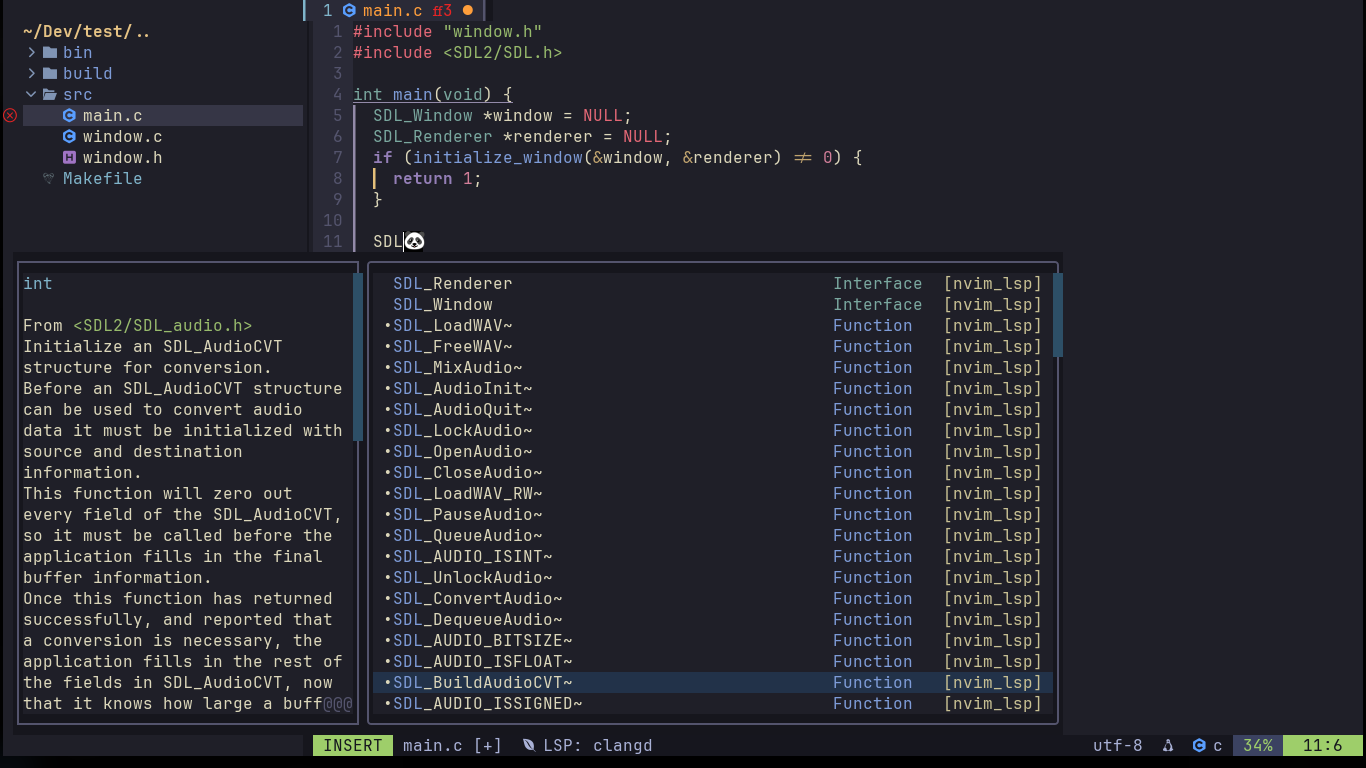 1 main.c 3
~/Dev/test/..
bin
build
src
main.c
window.c
window.h
Makefile
1 #include "window.h"
2 #include <SDL2/SDL.h>
3
4 int main(void) {
5 SDL_Window *window = NULL;
6 SDL_Renderer *renderer = NULL;
7 if (initialize_window(&window, &renderer) != 0) {
8 return 1;
9 }
10
11 SDL🐼
int
From <SDL2/SDL_audio.h>
Initialize an SDL_AudioCVT
structure for conversion.
Before an SDL_AudioCVT structure
can be used to convert audio
data it must be initialized with
source and destination
information.
This function will zero out
every field of the SDL_AudioCVT,
so it must be called before the
application fills in the final
buffer information.
Once this function has returned
successfully, and reported that
a conversion is necessary, the
application fills in the rest of
the fields in SDL_AudioCVT, now
that it knows how large a buff@@@
SDL_Renderer Interface [nvim_lsp]
SDL_Window Interface [nvim_lsp]
•SDL_LoadWAV~ Function [nvim_lsp]
•SDL_FreeWAV~ Function [nvim_lsp]
•SDL_MixAudio~ Function [nvim_lsp]
•SDL_AudioInit~ Function [nvim_lsp]
•SDL_AudioQuit~ Function [nvim_lsp]
•SDL_LockAudio~ Function [nvim_lsp]
•SDL_OpenAudio~ Function [nvim_lsp]
•SDL_CloseAudio~ Function [nvim_lsp]
•SDL_LoadWAV_RW~ Function [nvim_lsp]
•SDL_PauseAudio~ Function [nvim_lsp]
•SDL_QueueAudio~ Function [nvim_lsp]
•SDL_AUDIO_ISINT~ Function [nvim_lsp]
•SDL_UnlockAudio~ Function [nvim_lsp]
•SDL_ConvertAudio~ Function [nvim_lsp]
•SDL_DequeueAudio~ Function [nvim_lsp]
•SDL_AUDIO_BITSIZE~ Function [nvim_lsp]
•SDL_AUDIO_ISFLOAT~ Function [nvim_lsp]
•SDL_BuildAudioCVT~ Function [nvim_lsp]
•SDL_AUDIO_ISSIGNED~ Function [nvim_lsp]
INSERT main.c [+] LSP: clangd utf-8 c 34% 11:6